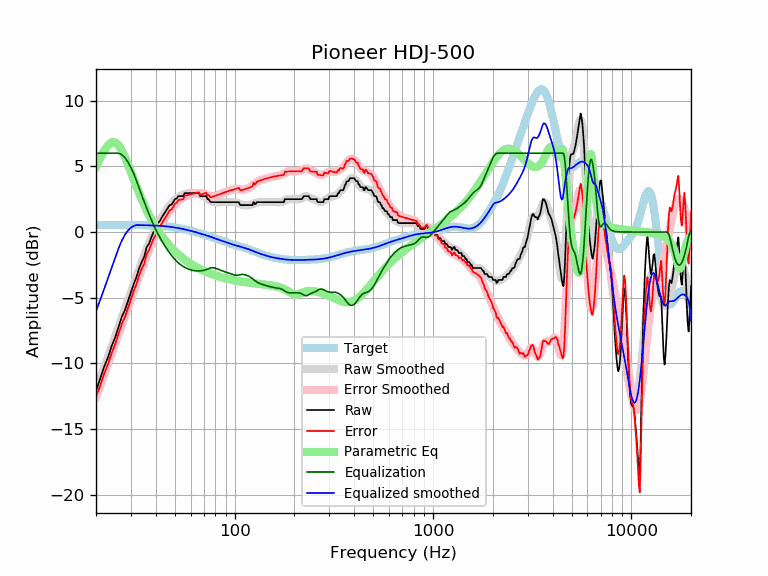 Pioneer HDJ-500
Amplitude (dBr)
10
5
0
−5
−10
−15
−20
Target
Raw Smoothed
Error Smoothed
Raw
Error
Parametric Eq
Equalization
Equalized smoothed
100
1000
10000
Frequency (Hz)